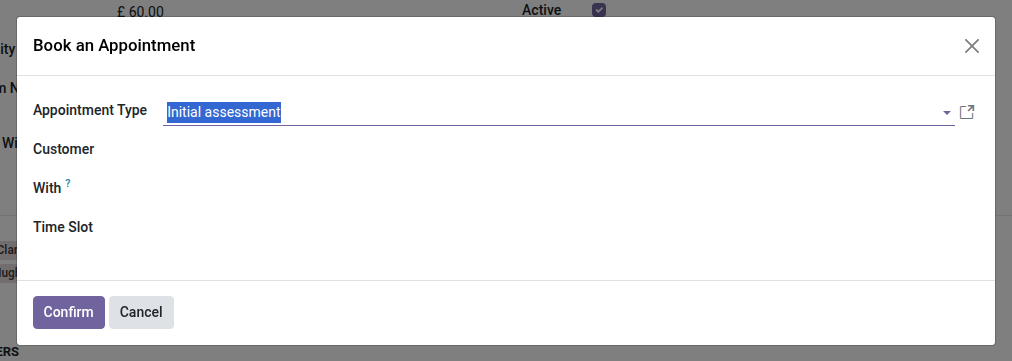 £ 60.00
Active
Book an Appointment
Appointment Type
Initial assessment
Customer
With ?
Time Slot
Confirm
Cancel